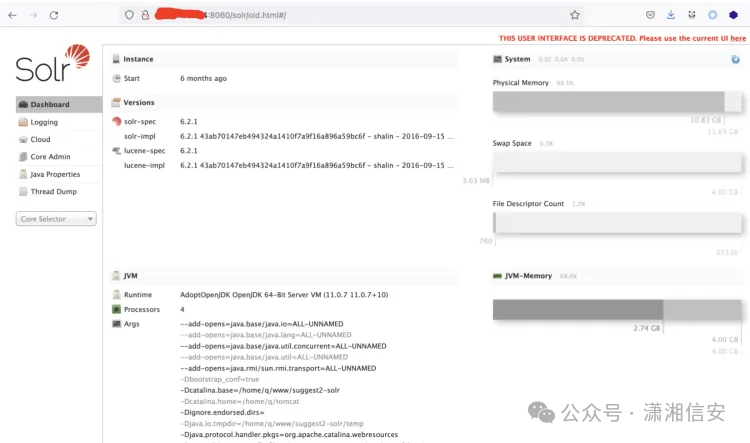 4:8060/solr/old.html#/
THIS USER INTERFACE IS DEPRECATED. Please use the current UI here
Solr
Dashboard
Logging
Cloud
Core Admin
Java Properties
Thread Dump
Core Selector
Instance
Start 6 months ago
Versions
solr-spec 6.2.1
solr-impl 6.2.1 43ab70147eb494324a1410f7a9f16a896a59bc6f - shalin - 2016-09-15 ...
lucene-spec 6.2.1
lucene-impl 6.2.1 43ab70147eb494324a1410f7a9f16a896a59bc6f - shalin - 2016-09-15 ...
JVM
Runtime AdoptOpenJDK OpenJDK 64-Bit Server VM (11.0.7 11.0.7+10)
Processors 4
Args
--add-opens=java.base/java.io=ALL-UNNAMED
--add-opens=java.base/java.lang=ALL-UNNAMED
--add-opens=java.base/java.util.concurrent=ALL-UNNAMED
--add-opens=java.base/java.util=ALL-UNNAMED
--add-opens=java.rmi/sun.rmi.transport=ALL-UNNAMED
-Dbootstrap_conf=true
-Dcatalina.base=/home/q/www/suggest2-solr
-Dcatalina.home=/home/q/tomcat
-Dignore.endorsed.dirs=
-Djava.io.tmpdir=/home/q/www/suggest2-solr/temp
-Djava.protocol.handler.pkgs=org.apache.catalina.webresources
System 0.02 0.04 0.00
Physical Memory 93.1%
10.83 GB
11.63 GB
Swap Space 0.1%
3.63 MB
4.00 GB
File Descriptor Count 1.2%
760
65536
JVM-Memory 68.6%
2.74 GB
4.00 GB
4.00 GB
公众号 · 潇湘信安